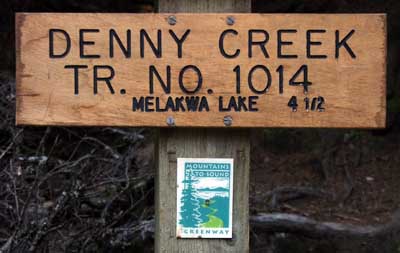 DENNY CREEK
TR. NO. 1014
MELAKWA LAKE 4 1/2
MOUNTAINS
TO SOUND
GREENWAY